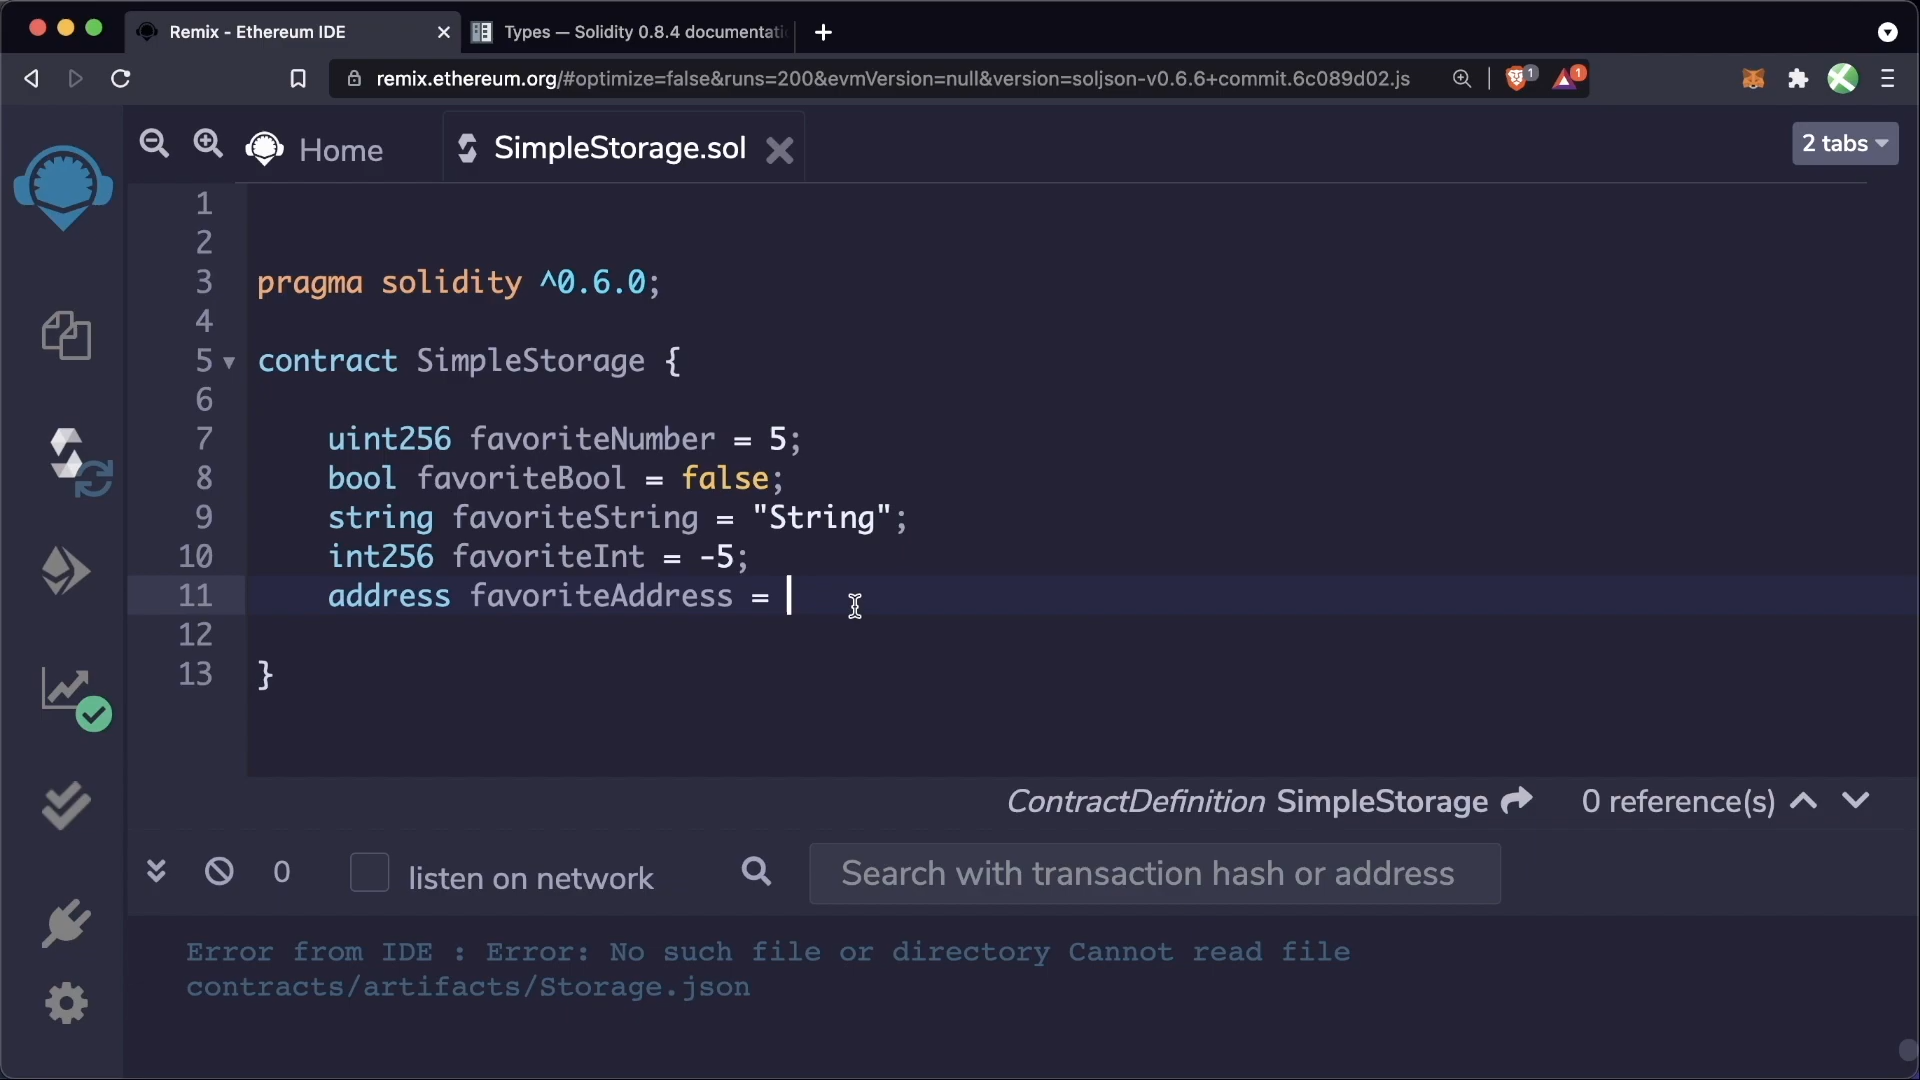 Remix - Ethereum IDE
Types — Solidity 0.8.4 documentati
remix.ethereum.org/#optimize=false&runs=200&evmVersion=null&version=soljson-v0.6.6+commit.6c089d02.js
1
1
Home
SimpleStorage.sol
2 tabs
1
2
3 pragma solidity ^0.6.0;
4
5 contract SimpleStorage {
6
7 uint256 favoriteNumber = 5;
8 bool favoriteBool = false;
9 string favoriteString = "String";
10 int256 favoriteInt = -5;
11 address favoriteAddress =
12
13 }
ContractDefinition SimpleStorage 0 reference(s)
0 listen on network Search with transaction hash or address
Error from IDE : Error: No such file or directory Cannot read file
contracts/artifacts/Storage.json